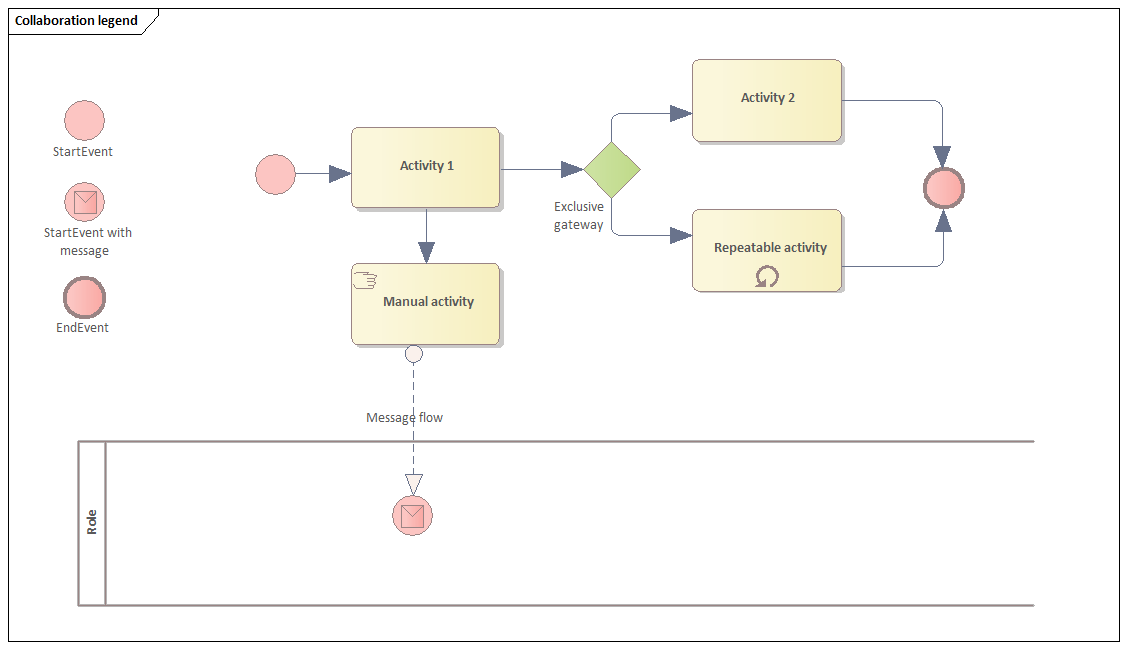 Collaboration legend
StartEvent
StartEvent with
message
EndEvent
Activity 1
Manual activity
Message flow
Exclusive
gateway
Activity 2
Repeatable activity
Role